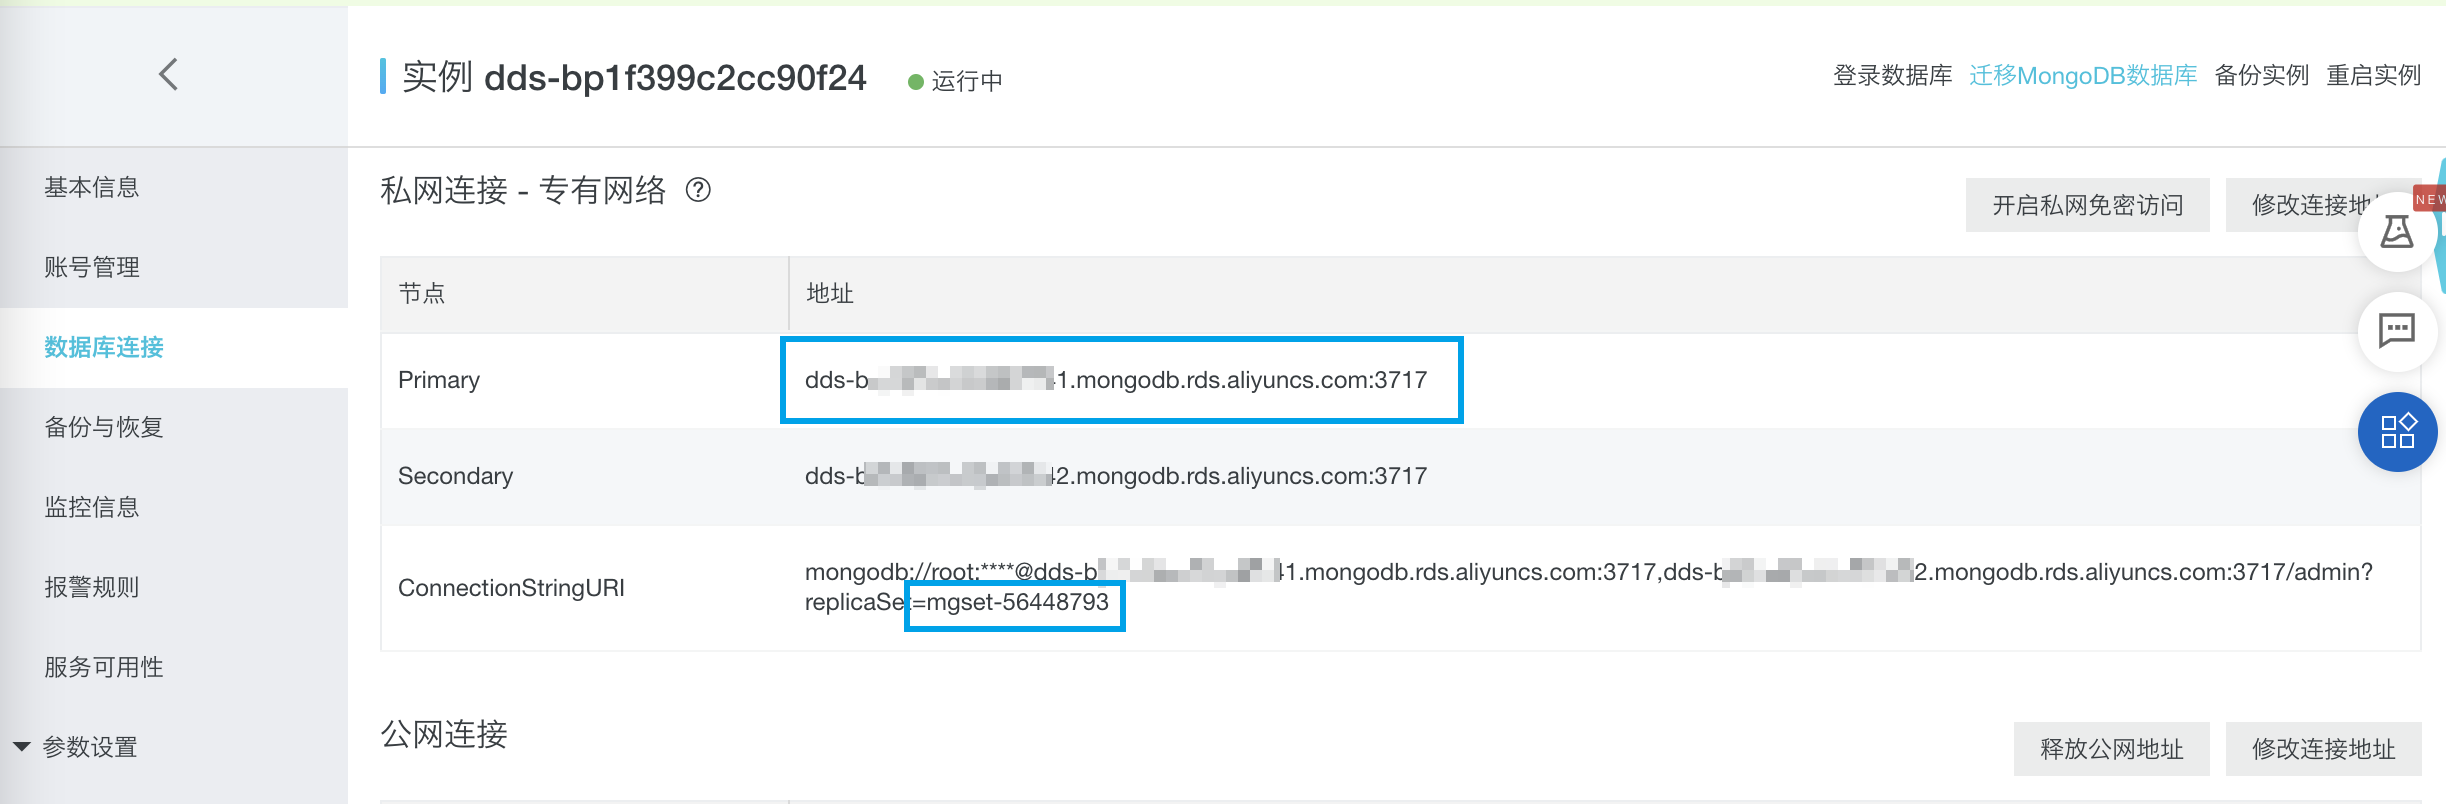 实例 dds-bp1f399c2cc90f24
运行中
登录数据库 迁移MongoDB数据库 备份实例 重启实例
基本信息
账号管理
数据库连接
备份与恢复
监控信息
报警规则
服务可用性
参数设置
私网连接 - 专有网络
开启私网免密访问
修改连接地
NEW
节点 地址
Primary dds-b 1.mongodb.rds.aliyuncs.com:3717
Secondary dds-b 2.mongodb.rds.aliyuncs.com:3717
ConnectionStringURI mongodb://root:****@dds-b 1.mongodb.rds.aliyuncs.com:3717,dds-b 2.mongodb.rds.aliyuncs.com:3717/admin?
replicaSet=mgset-56448793
公网连接
释放公网地址
修改连接地址